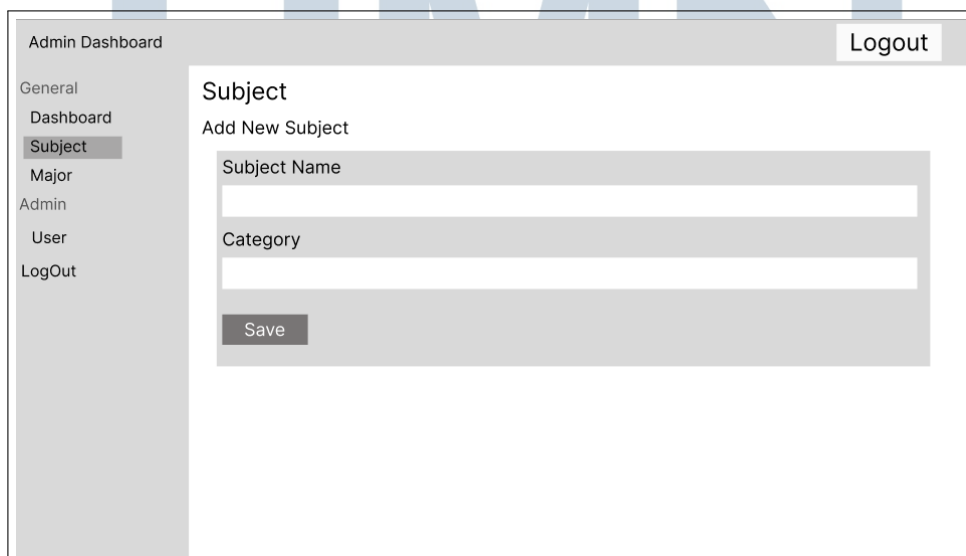 Admin Dashboard
Logout
General
Dashboard
Subject
Major
Admin
User
LogOut
Subject
Add New Subject
Subject Name
Category
Save